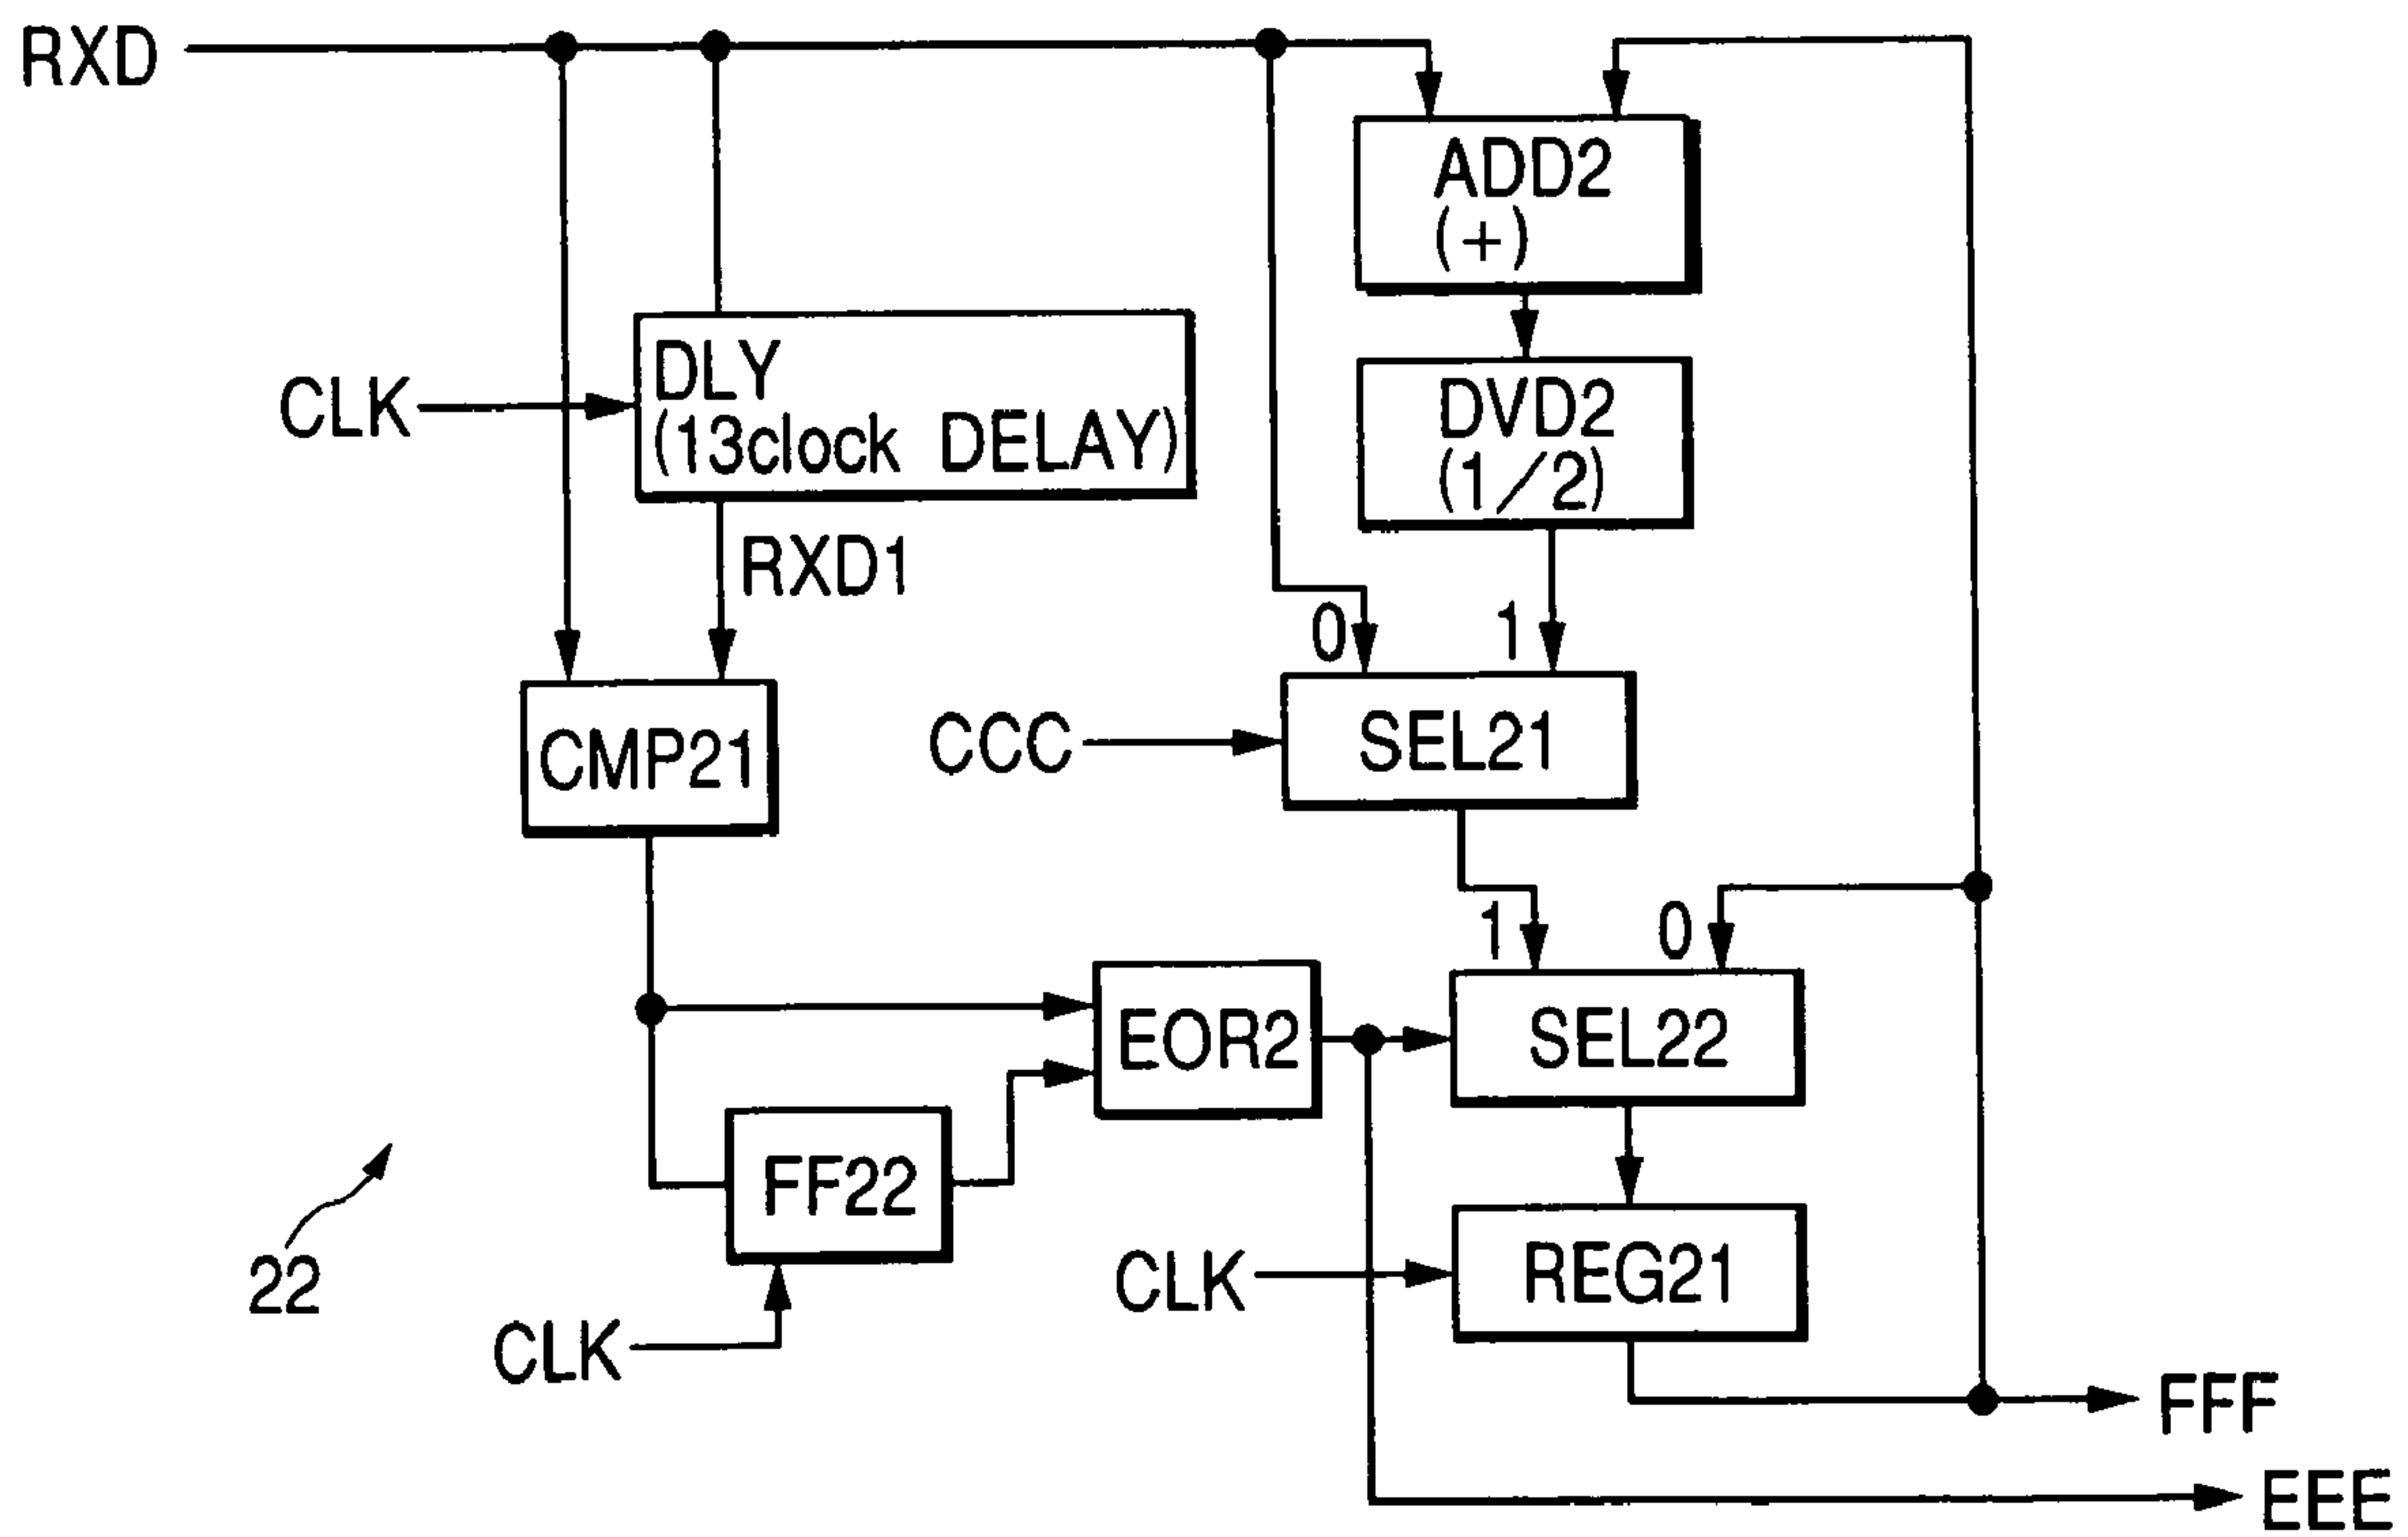 RXD
ADD2
(+)
DLY
(13clock DELAY)
CLK
DVD2
(1/2)
RXD1
0
1
CMP21
CCC
SEL21
1
0
EOR2
SEL22
FF22
22
CLK
CLK
REG21
FFF
EEE